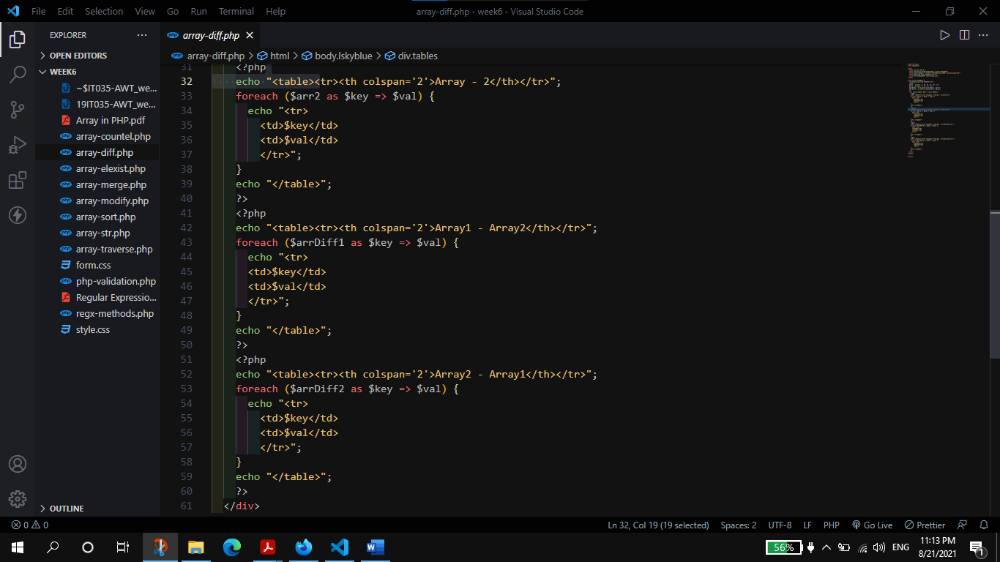 File Edit Selection View Go Run Terminal Help array-diff.php - week6 - Visual Studio Code
EXPLORER
OPEN EDITORS
WEEK6
~$IT035-AWT_we...
19IT035-AWT_we...
Array in PHP.pdf
array-countel.php
array-diff.php
array-elexist.php
array-merge.php
array-modify.php
array-sort.php
array-str.php
array-traverse.php
form.css
php-validation.php
Regular Expressio...
regx-methods.php
style.css
OUTLINE
array-diff.php
array-diff.php > html > body.lskyblue > div.tables
31 <?php
32 echo "<table><tr><th colspan='2'>Array - 2</th></tr>";
33 foreach ($arr2 as $key => $val) {
34 echo "<tr>
35 <td>$key</td>
36 <td>$val</td>
37 </tr>";
38 }
39 echo "</table>";
40 ?>
41 <?php
42 echo "<table><tr><th colspan='2'>Array1 - Array2</th></tr>";
43 foreach ($arrDiff1 as $key => $val) {
44 echo "<tr>
45 <td>$key</td>
46 <td>$val</td>
47 </tr>";
48 }
49 echo "</table>";
50 ?>
51 <?php
52 echo "<table><tr><th colspan='2'>Array2 - Array1</th></tr>";
53 foreach ($arrDiff2 as $key => $val) {
54 echo "<tr>
55 <td>$key</td>
56 <td>$val</td>
57 </tr>";
58 }
59 echo "</table>";
60 ?>
61 </div>
0 0 Ln 32, Col 19 (19 selected) Spaces: 2 UTF-8 LF PHP Go Live Prettier
56% ENG 11:13 PM
8/21/2021 1